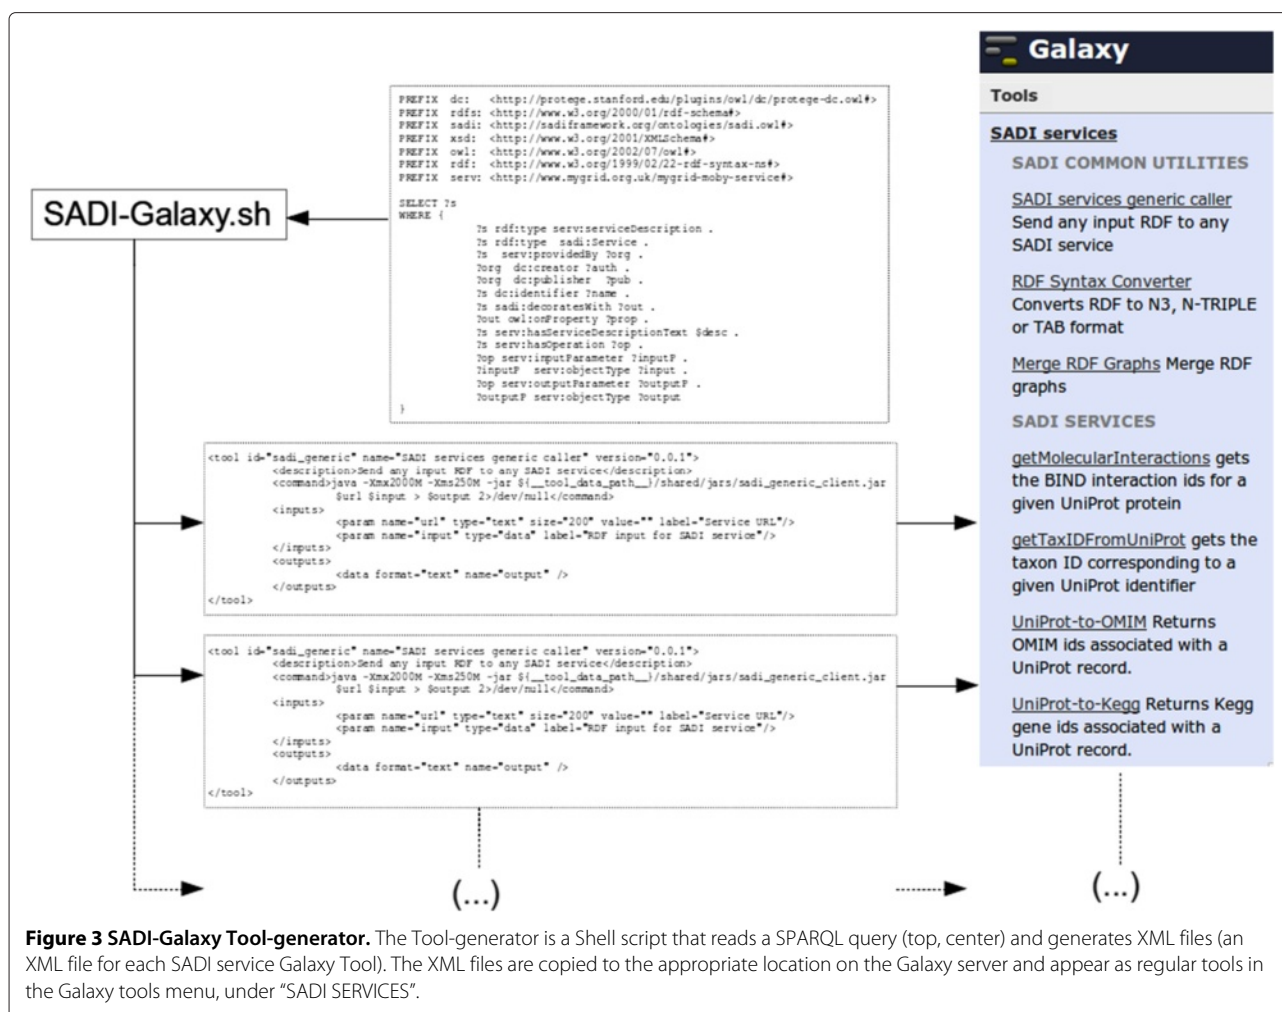 PREFIX dc: <http://protege.stanford.edu/plugins/owl/dc/protege-dc.owl#>
PREFIX rdfs: <http://www.w3.org/2000/01/rdf-schema#>
PREFIX sadi: <http://sadiframework.org/ontologies/sadi.owl#>
PREFIX xsd: <http://www.w3.org/2001/XMLSchema#>
PREFIX owl: <http://www.w3.org/2002/07/owl#>
PREFIX rdf: <http://www.w3.org/1999/02/22-rdf-syntax-ns#>
PREFIX serv: <http://www.mygrid.org.uk/mygrid-moby-service#>
SELECT ?s
WHERE {
?s rdf:type serv:serviceDescription .
?s rdf:type sadi:Service .
?s serv:providedBy ?org .
?org dc:creator ?auth .
?org dc:publisher ?pub .
?s dc:identifier ?name .
?s sadi:decoratesWith ?out .
?out owl:onProperty ?prop .
?s serv:hasServiceDescriptionText $desc .
?s serv:hasOperation ?op .
?op serv:inputParameter ?inputP .
?inputP serv:objectType ?input .
?op serv:outputParameter ?outputP .
?outputP serv:objectType ?output
}
SADI-Galaxy.sh
<tool id="sadi_generic" name="SADI services generic caller" version="0.0.1">
<description>Send any input RDF to any SADI service</description>
<command>java -Xmx2000M -Xms250M -jar ${__tool_data_path__}/shared/jars/sadi_generic_client.jar
$url $input > $output 2>/dev/null</command>
<inputs>
<param name="url" type="text" size="200" value="" label="Service URL"/>
<param name="input" type="data" label="RDF input for SADI service"/>
</inputs>
<outputs>
<data format="text" name="output" />
</outputs>
</tool>
<tool id="sadi_generic" name="SADI services generic caller" version="0.0.1">
<description>Send any input RDF to any SADI service</description>
<command>java -Xmx2000M -Xms250M -jar ${__tool_data_path__}/shared/jars/sadi_generic_client.jar
$url $input > $output 2>/dev/null</command>
<inputs>
<param name="url" type="text" size="200" value="" label="Service URL"/>
<param name="input" type="data" label="RDF input for SADI service"/>
</inputs>
<outputs>
<data format="text" name="output" />
</outputs>
</tool>
(...)
Galaxy
Tools
SADI services
SADI COMMON UTILITIES
SADI services generic caller
Send any input RDF to any
SADI service
RDF Syntax Converter
Converts RDF to N3, N-TRIPLE
or TAB format
Merge RDF Graphs Merge RDF
graphs
SADI SERVICES
getMolecularInteractions gets
the BIND interaction ids for a
given UniProt protein
getTaxIDFromUniProt gets the
taxon ID corresponding to a
given UniProt identifier
UniProt-to-OMIM Returns
OMIM ids associated with a
UniProt record.
UniProt-to-Kegg Returns Kegg
gene ids associated with a
UniProt record.
(...)
Figure 3 SADI-Galaxy Tool-generator. The Tool-generator is a Shell script that reads a SPARQL query (top, center) and generates XML files (an
XML file for each SADI service Galaxy Tool). The XML files are copied to the appropriate location on the Galaxy server and appear as regular tools in
the Galaxy tools menu, under “SADI SERVICES”.